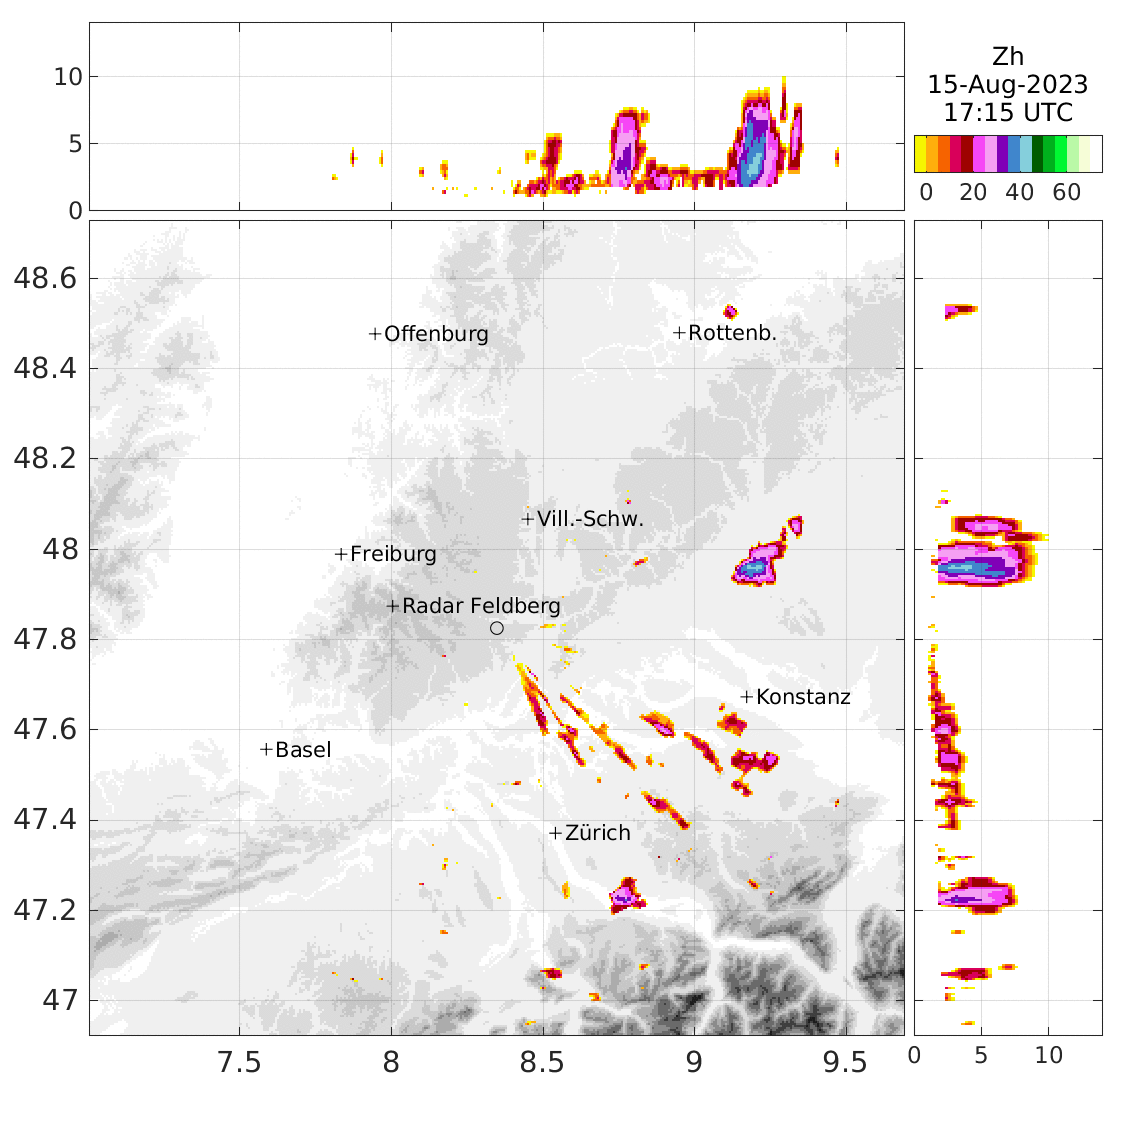 10
5
0
Zh
15-Aug-2023
17:15 UTC
0 20 40 60
48.6
48.4
48.2
48
47.8
47.6
47.4
47.2
47
+Offenburg
+Rottenb.
+Vill.-Schw.
+Freiburg
+Radar Feldberg
+Konstanz
+Basel
+Zürich
7.5 8 8.5 9 9.5
0 5 10